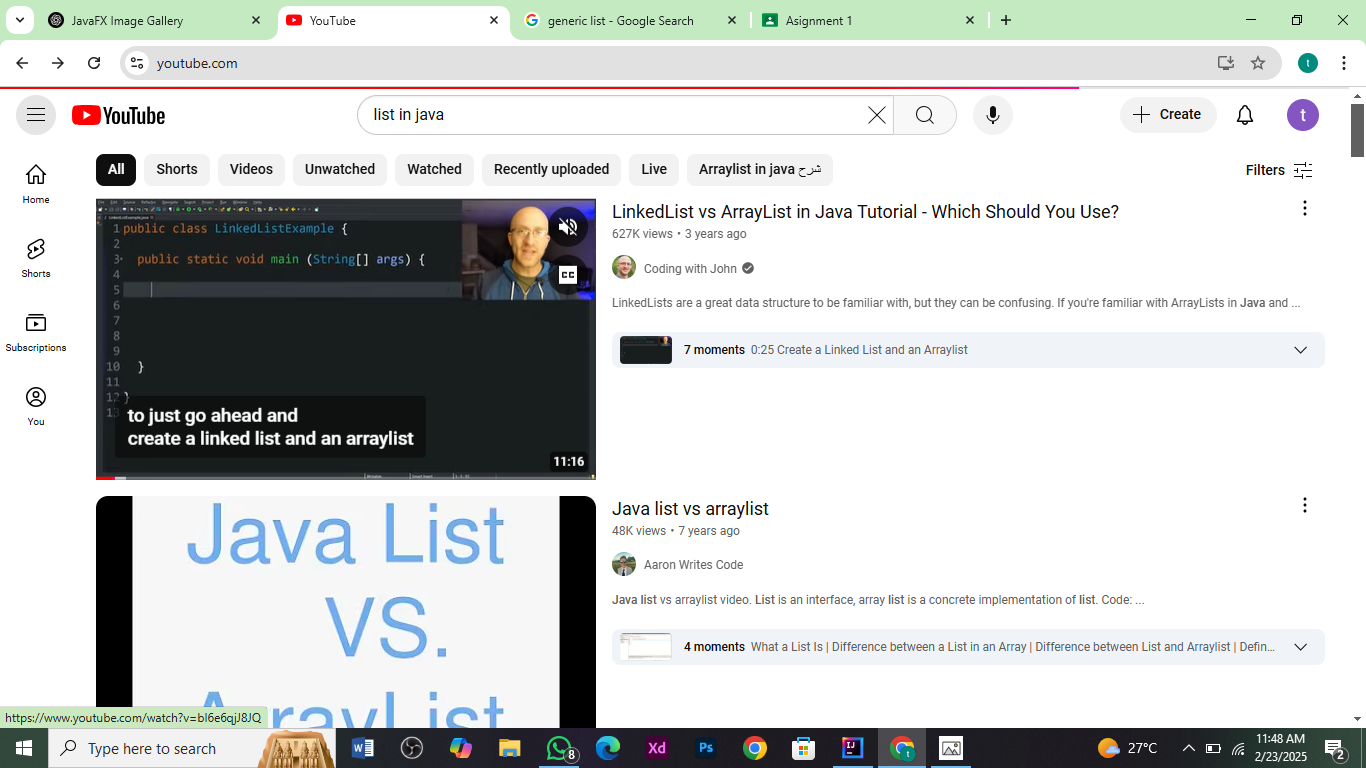 JavaFX Image Gallery
YouTube
generic list - Google Search
Asignment 1
youtube.com
t
YouTube
list in java
Create
t
All
Shorts
Videos
Unwatched
Watched
Recently uploaded
Live
Arraylist in java شرح
Filters
Home
Shorts
Subscriptions
You
1 public class LinkedListExample {
2
3 public static void main (String[] args) {
4
5
6
7
8
9
10 }
11
12 }
13
CC
to just go ahead and
create a linked list and an arraylist
11:16
LinkedList vs ArrayList in Java Tutorial - Which Should You Use?
627K views • 3 years ago
Coding with John
LinkedLists are a great data structure to be familiar with, but they can be confusing. If you're familiar with ArrayLists in Java and ...
7 moments 0:25 Create a Linked List and an Arraylist
Java List
VS.
ArrayList
Java list vs arraylist
48K views • 7 years ago
Aaron Writes Code
Java list vs arraylist video. List is an interface, array list is a concrete implementation of list. Code: ...
4 moments What a List Is | Difference between a List in an Array | Difference between List and Arraylist | Defin...
https://www.youtube.com/watch?v=bl6e6qjJ8JQ
Type here to search
W
8
Xd
Ps
IJ
t
27°C
11:48 AM
2/23/2025
2